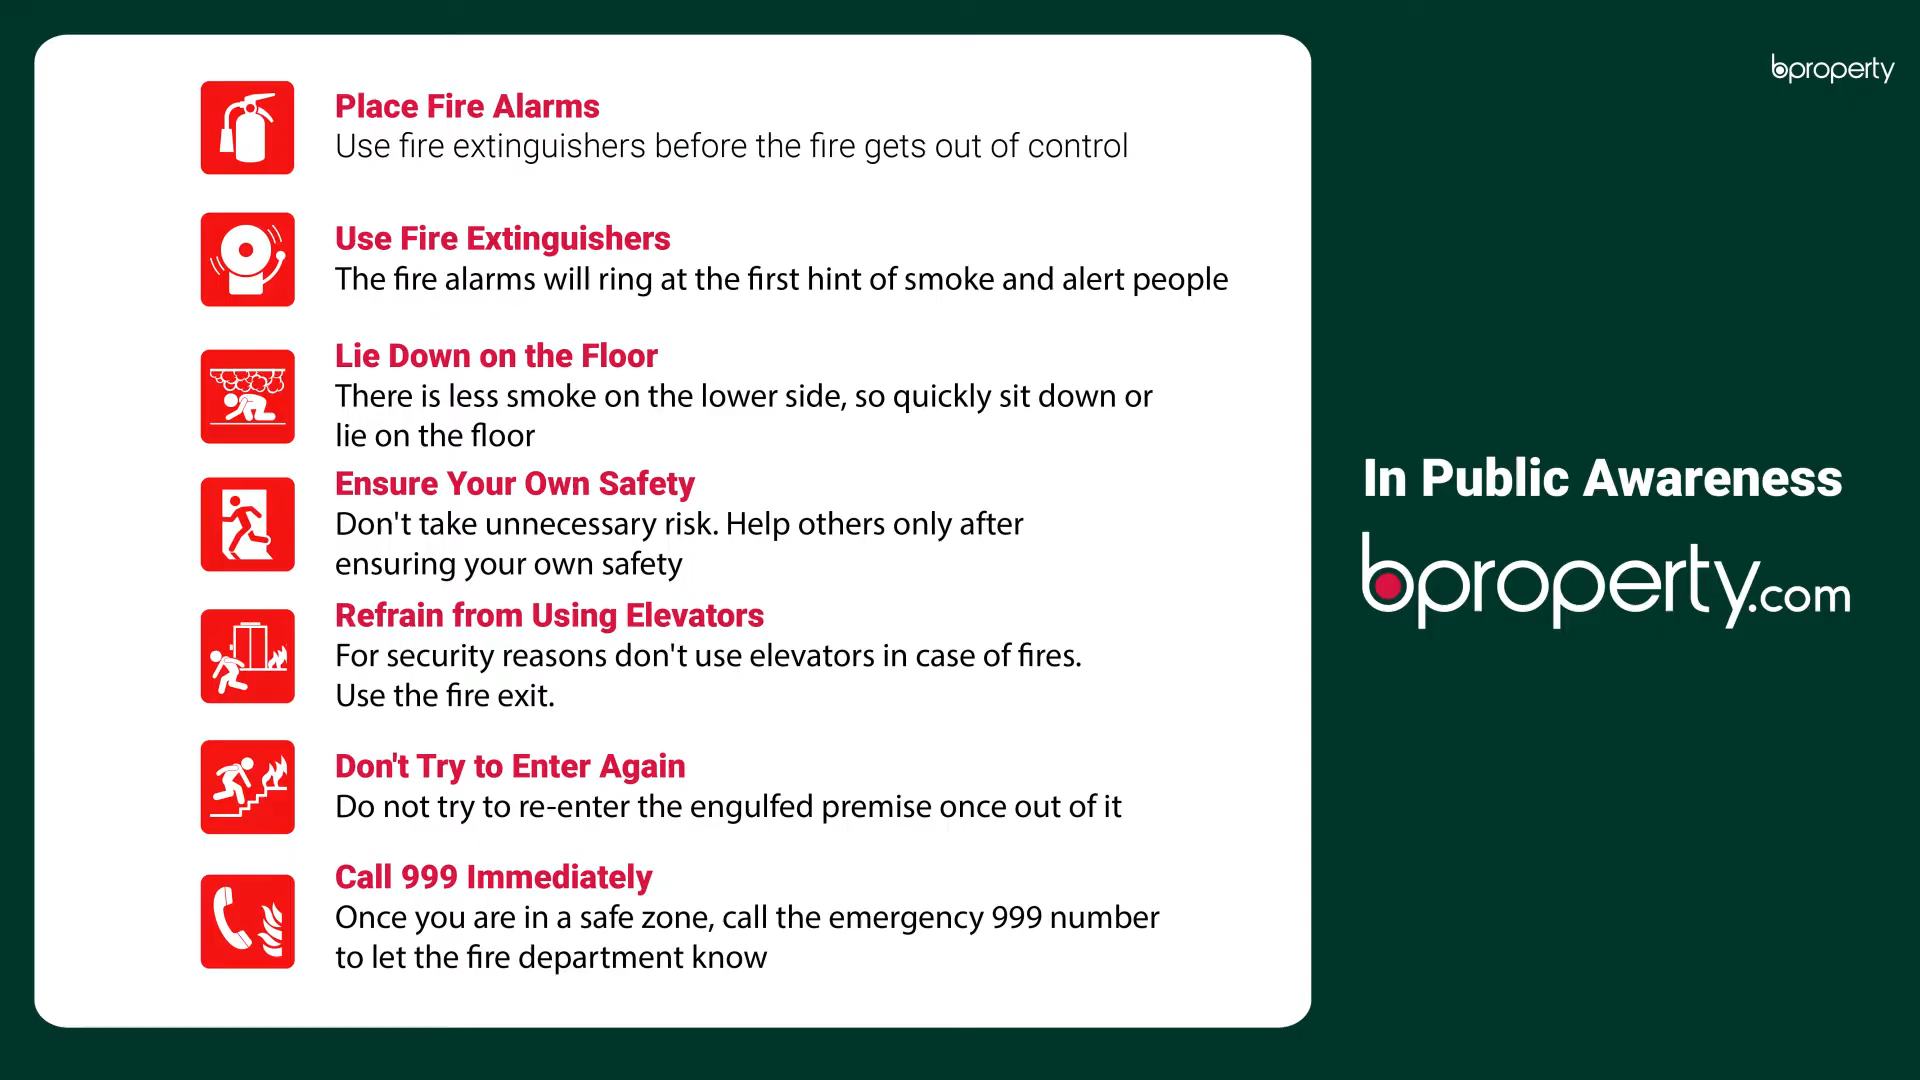 bproperty
Place Fire Alarms
Use fire extinguishers before the fire gets out of control
Use Fire Extinguishers
The fire alarms will ring at the first hint of smoke and alert people
Lie Down on the Floor
There is less smoke on the lower side, so quickly sit down or
lie on the floor
Ensure Your Own Safety
Don't take unnecessary risk. Help others only after
ensuring your own safety
Refrain from Using Elevators
For security reasons don't use elevators in case of fires.
Use the fire exit.
Don't Try to Enter Again
Do not try to re-enter the engulfed premise once out of it
Call 999 Immediately
Once you are in a safe zone, call the emergency 999 number
to let the fire department know
In Public Awareness
bproperty.com